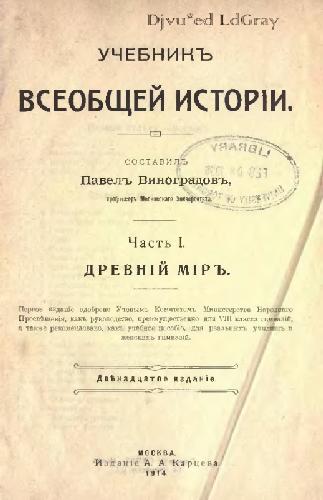 Djvu*ed LdGray
УЧЕБНИКЪ
ВСЕОБЩЕЙ ИСТОРІИ.
СОСТАВИЛЪ
Павелъ Виноградовъ,
профессоръ Московскаго Университета.
LIBRARY
Часть I.
ДРЕВНІЙ МІРЪ.
Первое изданіе одобрено Ученымъ Комитетомъ Министерства Народнаго
Просвѣщенія, какъ руководство, преимущественно для VIII класса гимназій,
а также рекомендовано, какъ учебное пособіе, для реальныхъ училищъ и
женскихъ гимназій.
Двѣнадцатое изданіе
МОСКВА.
Изданіе А. А. Карцева.
1914